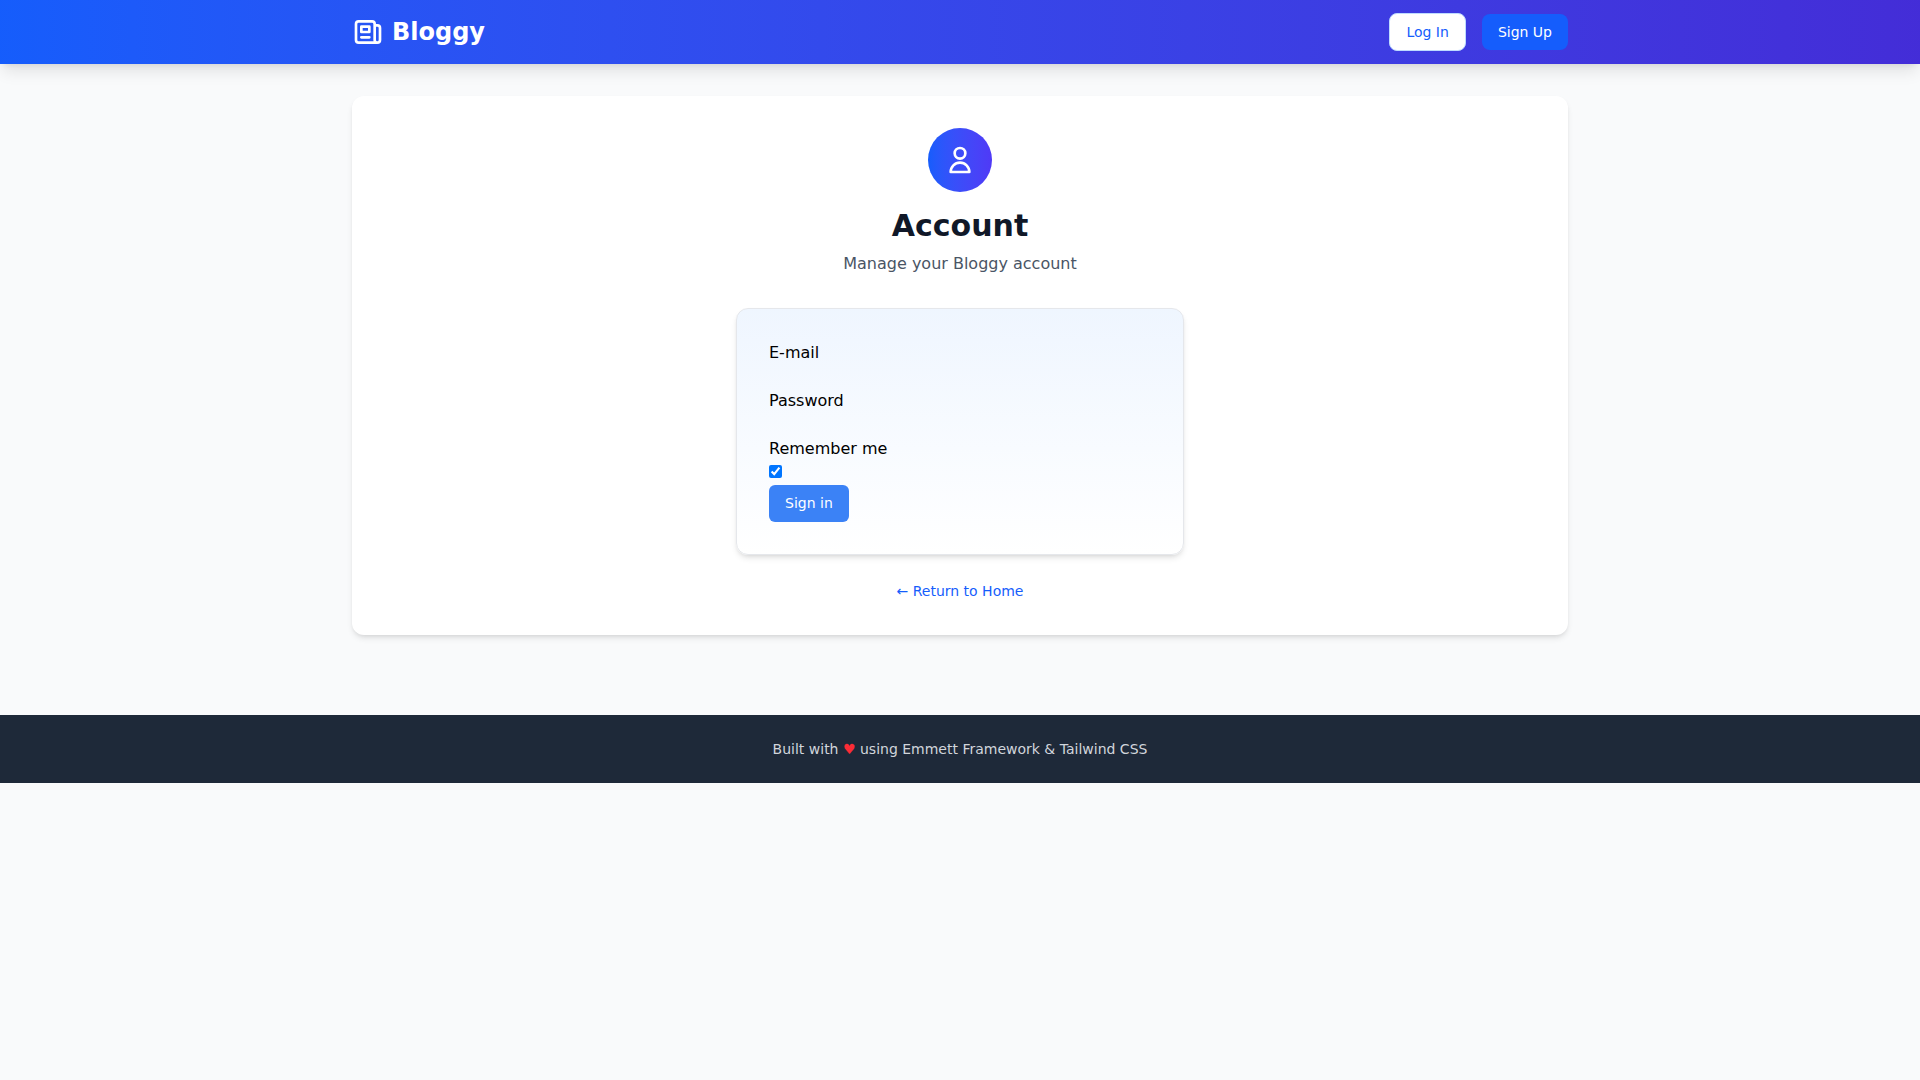 Bloggy
Log In
Sign Up
Account
Manage your Bloggy account
E-mail
Password
Remember me
Sign in
← Return to Home
Built with ♥ using Emmett Framework & Tailwind CSS